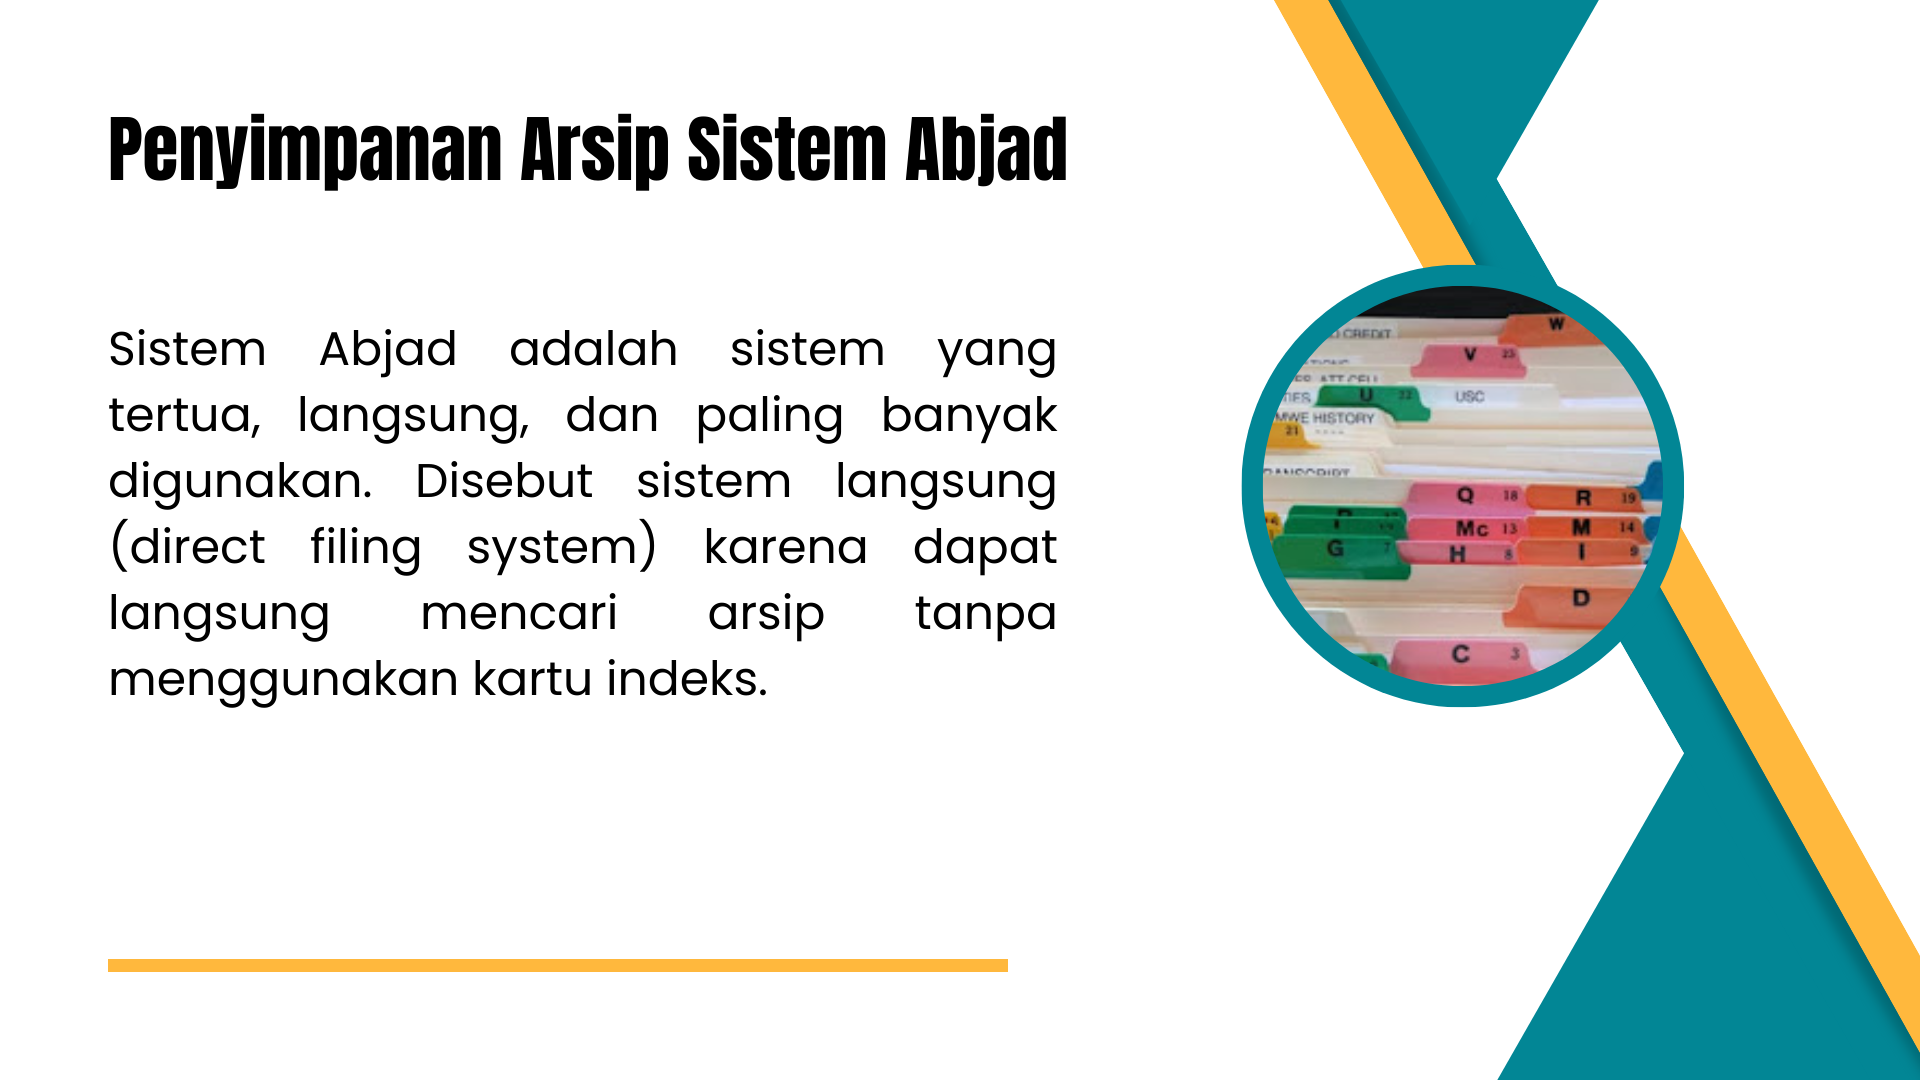 Penyimpanan Arsip Sistem Abjad
Sistem Abjad adalah sistem yang
tertua, langsung, dan paling banyak
digunakan. Disebut sistem langsung
(direct filing system) karena dapat
langsung mencari arsip tanpa
menggunakan kartu indeks.
W
CREDIT
V 23
U 22 USC
MWE HISTORY
21
Q 18 R 19
Mc 13 M 14
G 7 H 8 I 9
D
C 3